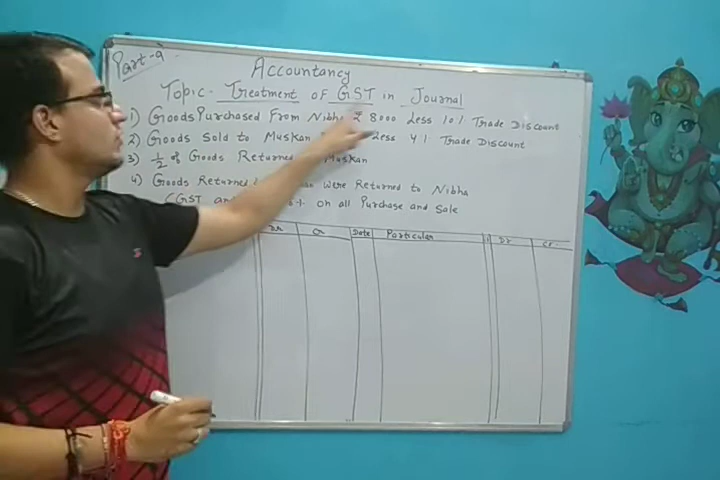 Part-9
Accountancy
Topic- Treatment of GST in Journal
1) Goods Purchased From Nibha ₹ 8000 Less 10% Trade Discount
2) Goods Sold to Muskan Less 4% Trade Discount
3) 1/2 of Goods Returned Muskan
4) Goods Returned were Returned to Nibha
CGST on all Purchase and Sale
Dr Cr Date Particular Dr Cr